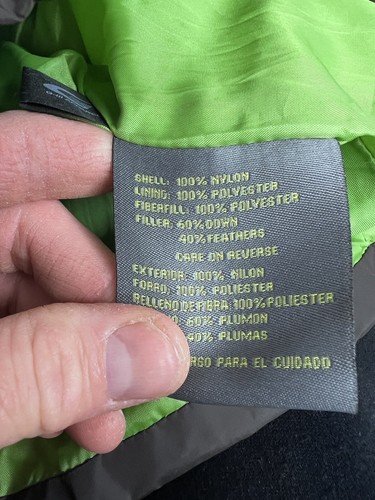 SHELL: 100% NYLON
LINING: 100% POLYESTER
FIBERFILL: 100% POLYESTER
FILLER: 60% DOWN
40% FEATHERS
CARE ON REVERSE
EXTERIOR: 100% NILON
FORRO: 100% POLIESTER
RELLENO DE FIBRA 100% POLIESTER
60% PLUMON
40% PLUMAS
PARA EL CUIDADO